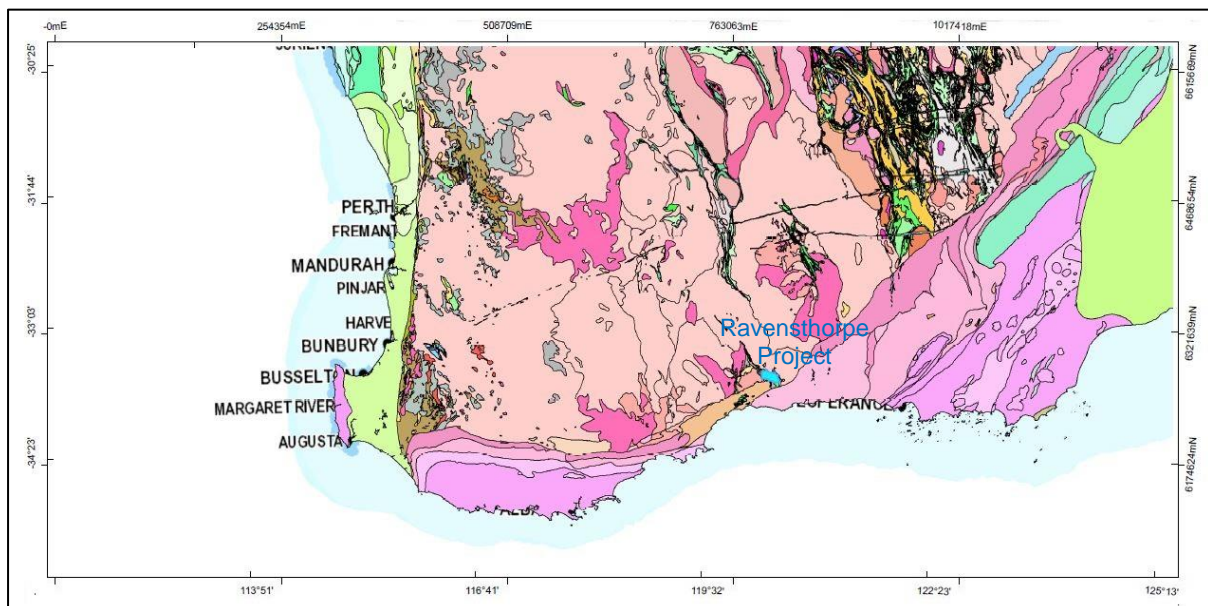 -0mE 254354mE 508709mE 763063mE 1017418mE
-30°25'
6615669mN
-31°44'
6468654mN
PERTH
FREMANT
MANDURAH
PINJAR
-33°03'
6321639mN
HARVE
BUNBURY
Ravensthorpe
Project
BUSSELT
MARGARET RIVER
AUGUSTA
-34°23'
6174624mN
113°51' 116°41' 119°32' 122°23' 125°13'